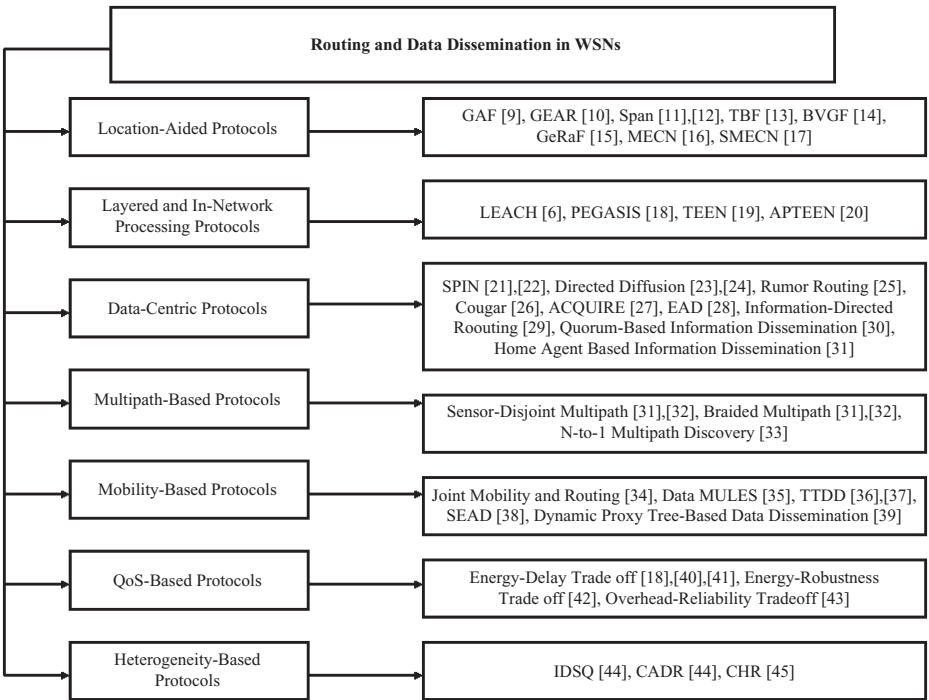 Routing and Data Dissemination in WSNs
Location-Aided Protocols
GAF [9], GEAR [10], Span [11],[12], TBF [13], BVGF [14],
GeRaF [15], MECN [16], SMECN [17]
Layered and In-Network
Processing Protocols
LEACH [6], PEGASIS [18], TEEN [19], APTEEN [20]
Data-Centric Protocols
SPIN [21],[22], Directed Diffusion [23],[24], Rumor Routing [25],
Cougar [26], ACQUIRE [27], EAD [28], Information-Directed
Roouting [29], Quorum-Based Information Dissemination [30],
Home Agent Based Information Dissemination [31]
Multipath-Based Protocols
Sensor-Disjoint Multipath [31],[32], Braided Multipath [31],[32],
N-to-1 Multipath Discovery [33]
Mobility-Based Protocols
Joint Mobility and Routing [34], Data MULES [35], TTDD [36],[37],
SEAD [38], Dynamic Proxy Tree-Based Data Dissemination [39]
QoS-Based Protocols
Energy-Delay Trade off [18],[40],[41], Energy-Robustness
Trade off [42], Overhead-Reliability Tradeoff [43]
Heterogeneity-Based
Protocols
IDSQ [44], CADR [44], CHR [45]